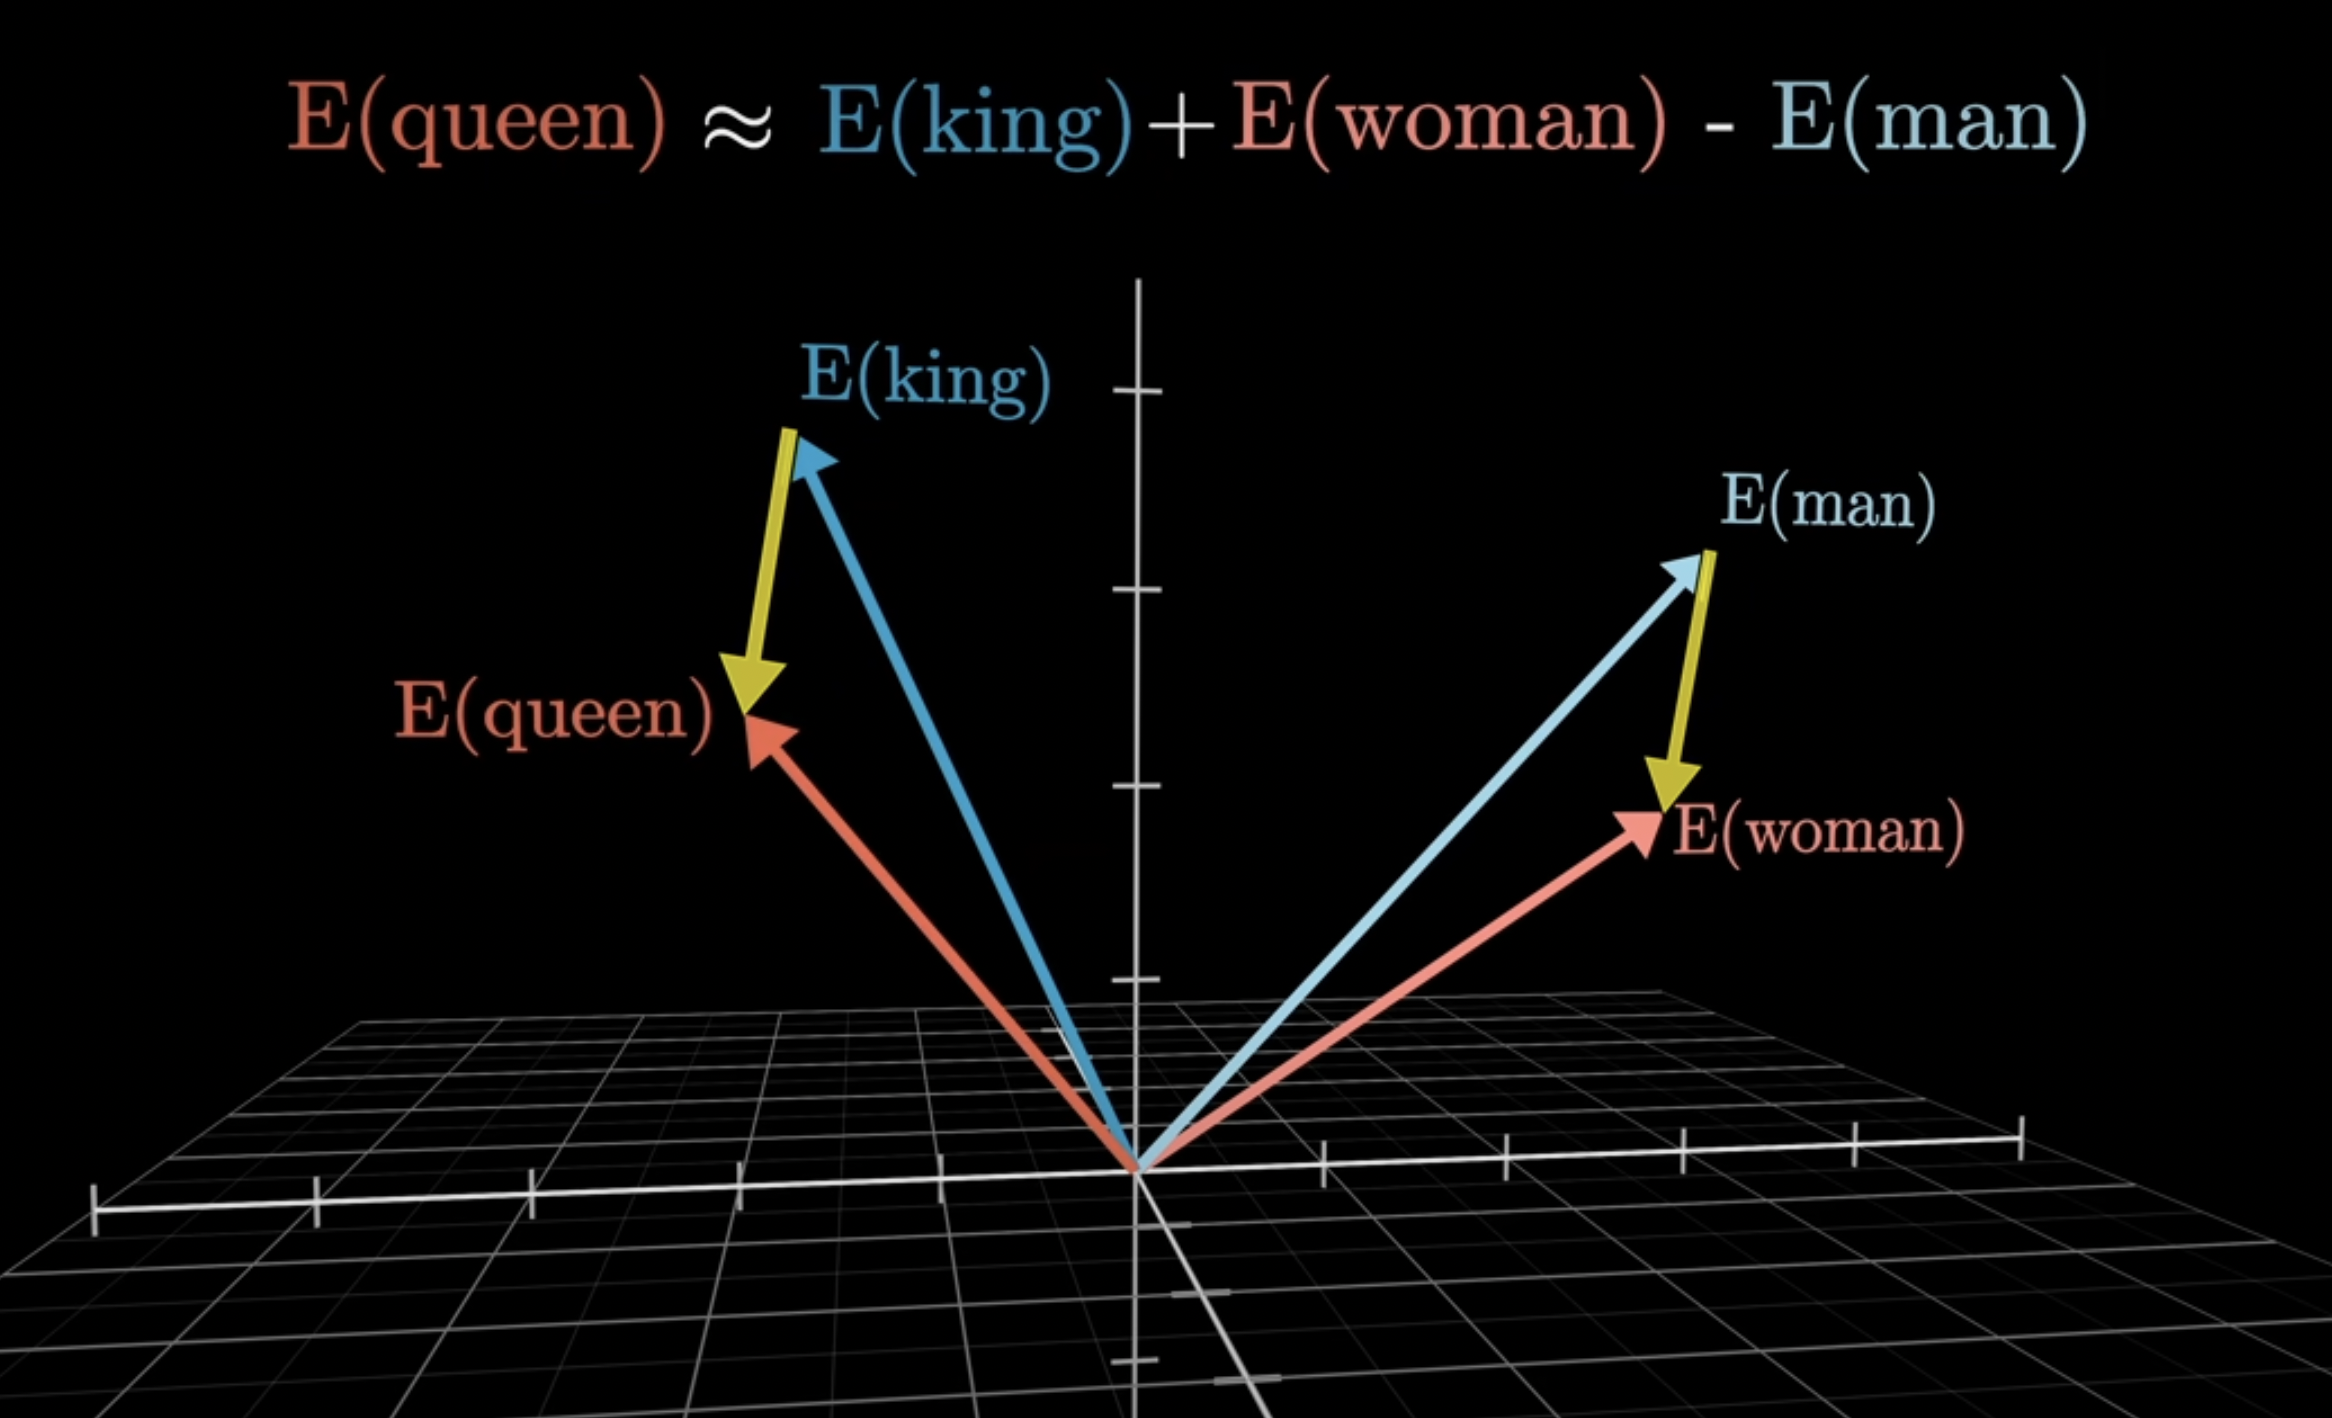 E(queen) ≈ E(king)+E(woman) - E(man)
E(king)
E(man)
E(queen)
E(woman)